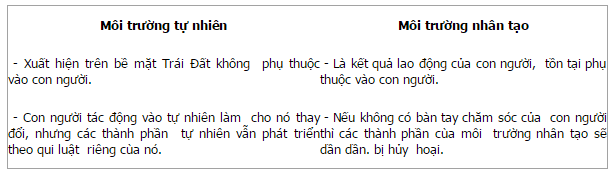 Môi trường tự nhiên
Môi trường nhân tạo
- Xuất hiện trên bề mặt Trái Đất không phụ thuộc
vào con người.
- Là kết quả lao động của con người, tồn tại phụ
thuộc vào con người.
- Con người tác động vào tự nhiên làm cho nó thay
đổi, nhưng các thành phần tự nhiên vẫn phát triển
theo qui luật riêng cùa nó.
- Nếu không có bàn tay chăm sóc của con người
thì các thành phần cùa môi trường nhân tạo sẽ
dần dần. bị hủy hoại.